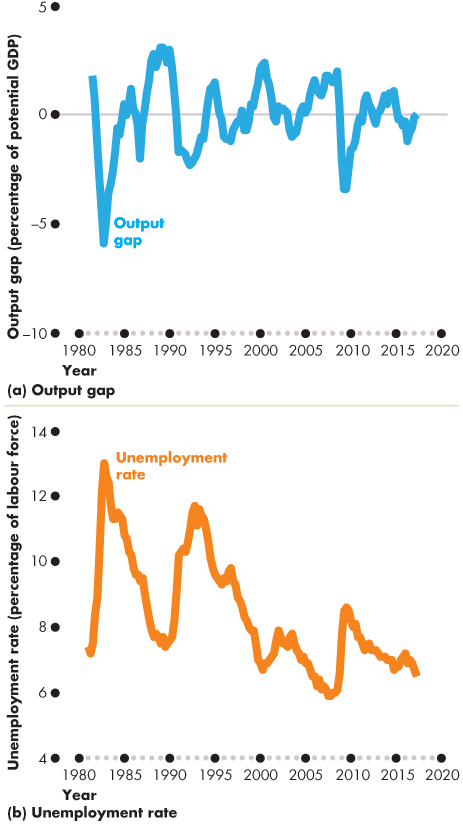 Output gap (percentage of potential GDP)
5
0
–5
–10
Output
gap
1980 1985 1990 1995 2000 2005 2010 2015 2020
Year
(a) Output gap
Unemployment rate (percentage of labour force)
14
12
10
8
6
4
Unemployment
rate
1980 1985 1990 1995 2000 2005 2010 2015 2020
Year
(b) Unemployment rate